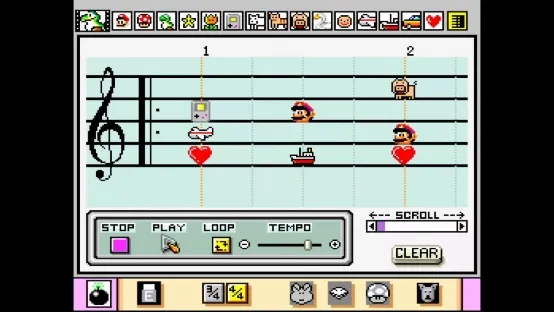 1 2
STOP PLAY LOOP TEMPO
SCROLL
CLEAR
3/4 4/4